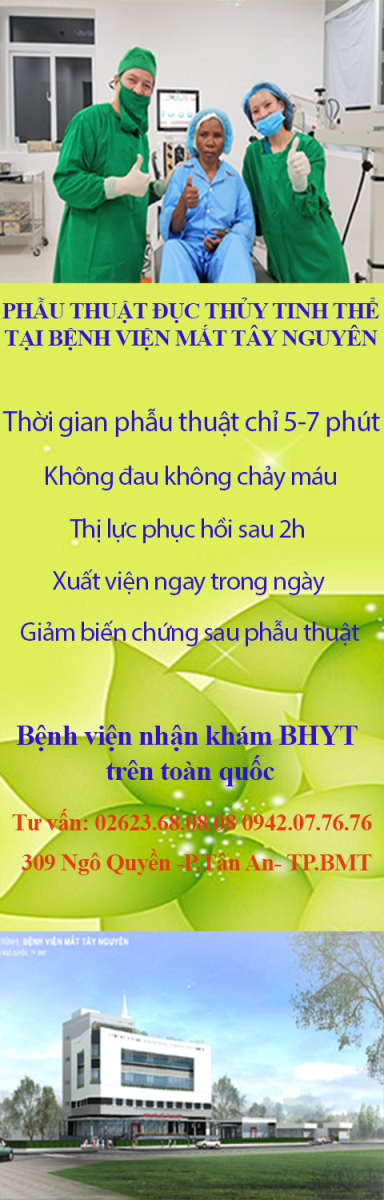 PHẪU THUẬT ĐỤC THỦY TINH THỂ
TẠI BỆNH VIỆN MẮT TÂY NGUYÊN
Thời gian phẫu thuật chỉ 5-7 phút
Không đau không chảy máu
Thị lực phục hồi sau 2h
Xuất viện ngay trong ngày
Giảm biến chứng sau phẫu thuật
Bệnh viện nhận khám BHYT
trên toàn quốc
Tư vấn: 02623.68.08.08 0942.07.76.76
309 Ngô Quyền -P.Tân An- TP.BMT
TRÌNH: BỆNH VIỆN MẮT TÂY NGUYÊN